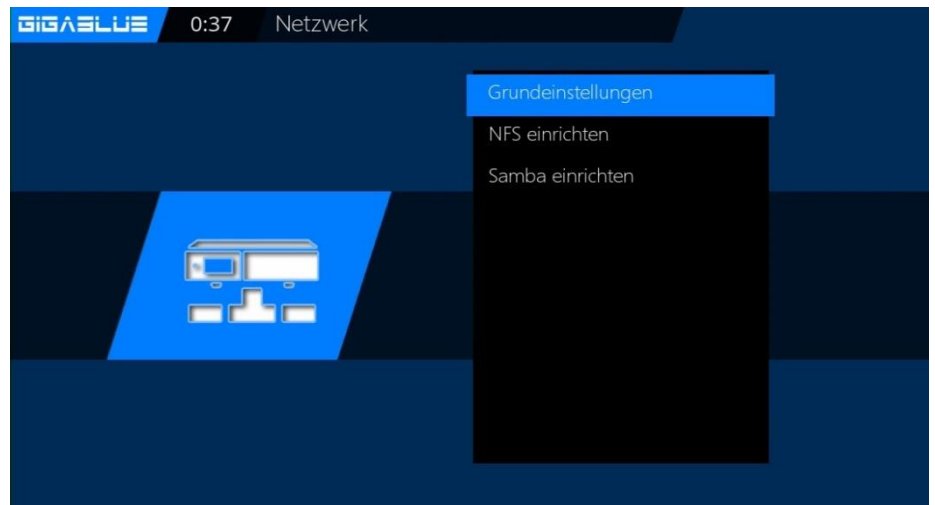 GIGABLUE 0:37 Netzwerk
Grundeinstellungen
NFS einrichten
Samba einrichten